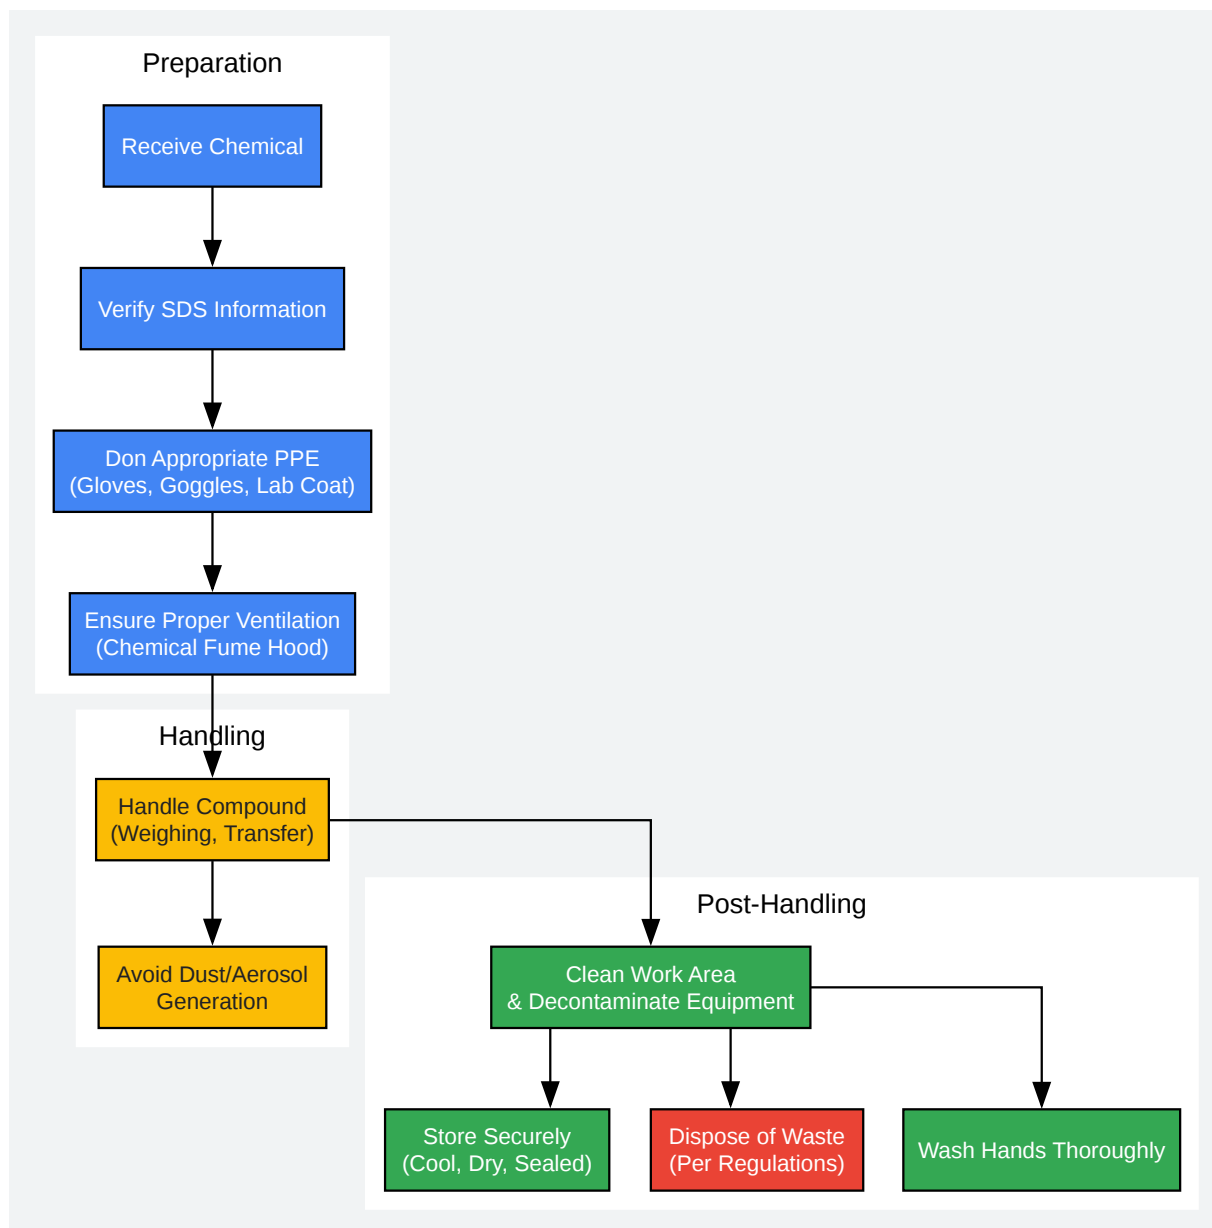 Preparation
Receive Chemical
Verify SDS Information
Don Appropriate PPE
(Gloves, Goggles, Lab Coat)
Ensure Proper Ventilation
(Chemical Fume Hood)
Handling
Handle Compound
(Weighing, Transfer)
Avoid Dust/Aerosol
Generation
Post-Handling
Clean Work Area
& Decontaminate Equipment
Store Securely
(Cool, Dry, Sealed)
Dispose of Waste
(Per Regulations)
Wash Hands Thoroughly